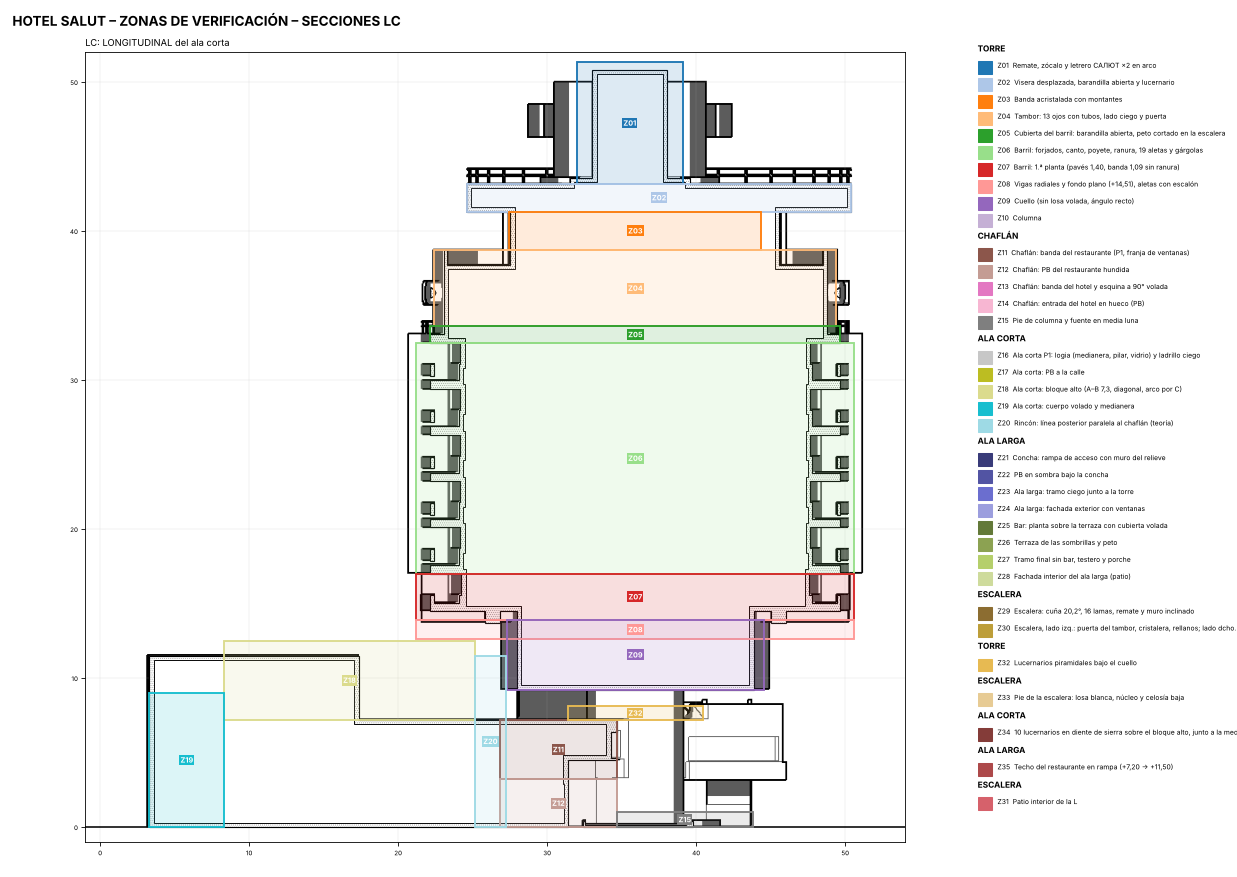 HOTEL SALUT – ZONAS DE VERIFICACIÓN – SECCIONES LC
LC: LONGITUDINAL del ala corta
50
40
30
20
10
0
0
10
20
30
40
50
Z01
Z02
Z03
Z04
Z05
Z06
Z07
Z08
Z09
Z18
Z32
Z20
Z11
Z19
Z12
Z15
TORRE
Z01 Remate, zócalo y letrero САЛЮТ ×2 en arco
Z02 Visera desplazada, barandilla abierta y lucernario
Z03 Banda acristalada con montantes
Z04 Tambor: 13 ojos con tubos, lado ciego y puerta
Z05 Cubierta del barril: barandilla abierta, peto cortado en la escalera
Z06 Barril: forjados, canto, poyete, ranura, 19 aletas y gárgolas
Z07 Barril: 1.ª planta (pavés 1,40, banda 1,09 sin ranura)
Z08 Vigas radiales y fondo plano (+14,51), aletas con escalón
Z09 Cuello (sin losa volada, ángulo recto)
Z10 Columna
CHAFLÁN
Z11 Chaflán: banda del restaurante (P1, franja de ventanas)
Z12 Chaflán: PB del restaurante hundida
Z13 Chaflán: banda del hotel y esquina a 90° volada
Z14 Chaflán: entrada del hotel en hueco (PB)
Z15 Pie de columna y fuente en media luna
ALA CORTA
Z16 Ala corta P1: logia (medianera, pilar, vidrio) y ladrillo ciego
Z17 Ala corta: PB a la calle
Z18 Ala corta: bloque alto (A–B 7,3, diagonal, arco por C)
Z19 Ala corta: cuerpo volado y medianera
Z20 Rincón: línea posterior paralela al chaflán (teoría)
ALA LARGA
Z21 Concha: rampa de acceso con muro del relieve
Z22 PB en sombra bajo la concha
Z23 Ala larga: tramo ciego junto a la torre
Z24 Ala larga: fachada exterior con ventanas
Z25 Bar: planta sobre la terraza con cubierta volada
Z26 Terraza de las sombrillas y peto
Z27 Tramo final sin bar, testero y porche
Z28 Fachada interior del ala larga (patio)
ESCALERA
Z29 Escalera: cuña 20,2°, 16 lamas, remate y muro inclinado
Z30 Escalera, lado izq.: puerta del tambor, cristalera, rellanos; lado dcho.
TORRE
Z32 Lucernarios piramidales bajo el cuello
ESCALERA
Z33 Pie de la escalera: losa blanca, núcleo y celosía baja
ALA CORTA
Z34 10 lucernarios en diente de sierra sobre el bloque alto, junto a la med
ALA LARGA
Z35 Techo del restaurante en rampa (+7,20 → +11,50)
ESCALERA
Z31 Patio interior de la L